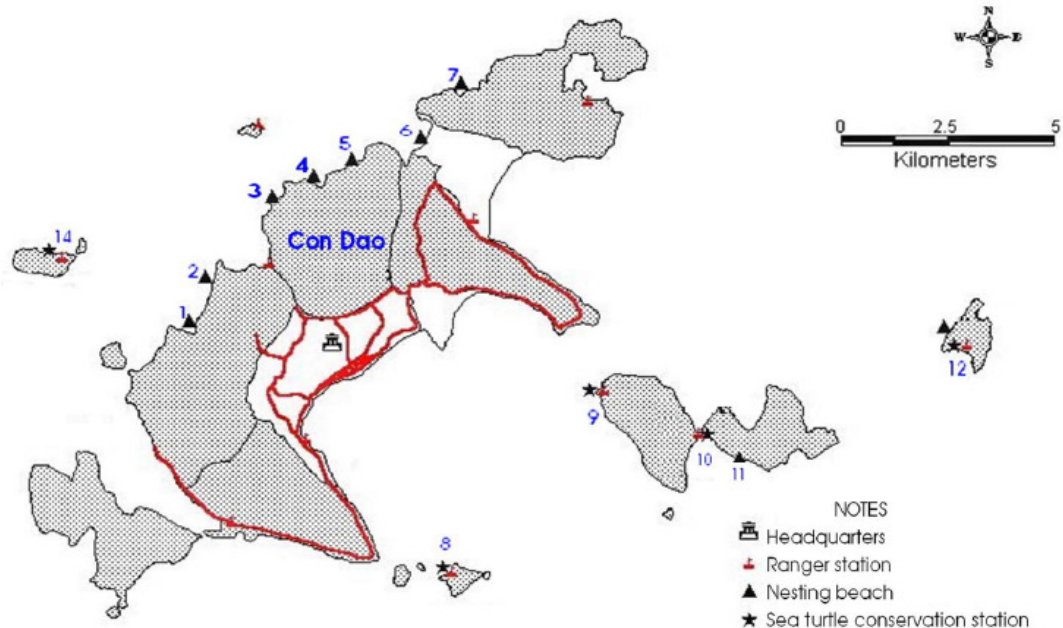 N
W E
S
0 2.5 5
Kilometers
7
6
5
4
3
Con Dao
14
2
1
12
9
10
11
8
NOTES
Headquarters
Ranger station
Nesting beach
Sea turtle conservation station